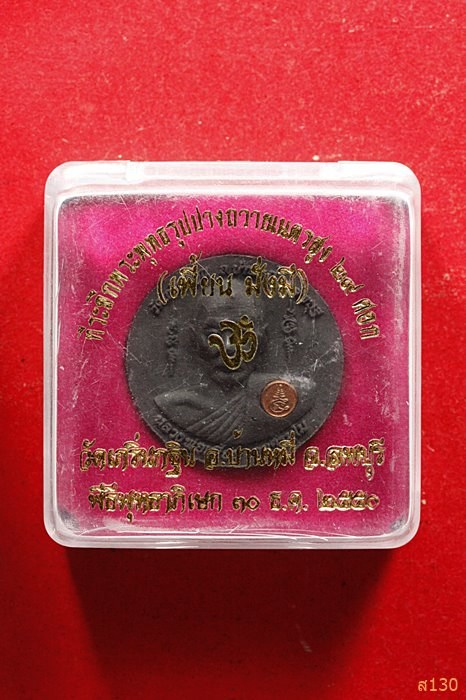 ที่ระลึกพระพุทธรูปปางถวายเนตรสูง ๒๗ ศอก
(เพี้ยน มั่งมี)
วัดเกริ่นกฐิน อ.บ้านหมี่ จ.ลพบุรี
พิธีพุทธาภิเษก ๓๐ ธ.ค. ๒๕๕๐
ส130